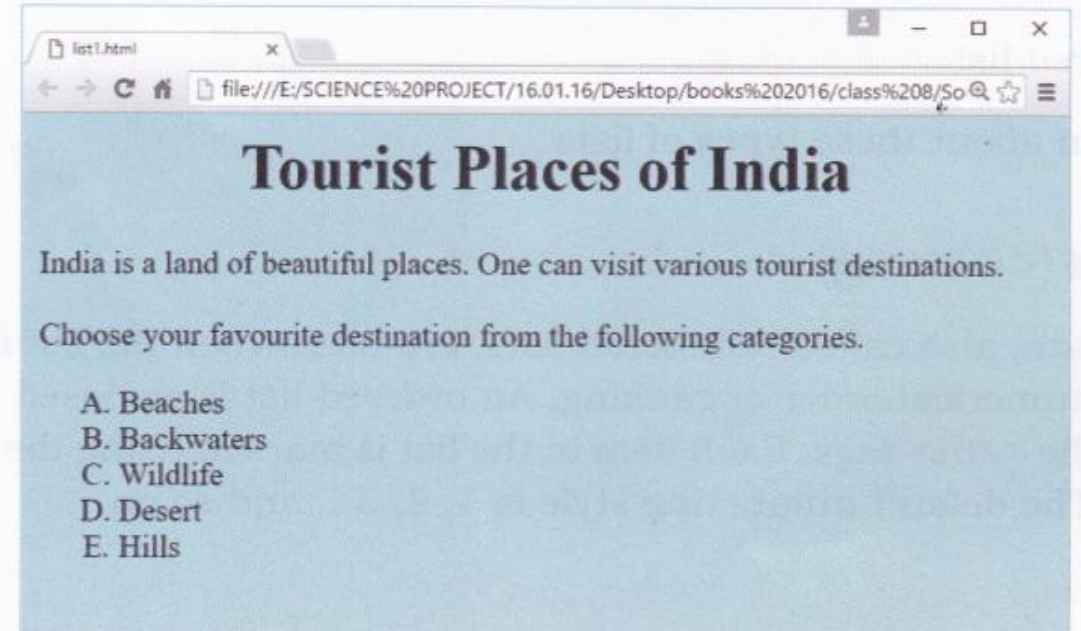 list1.html
file:///E:/SCIENCE%20PROJECT/16.01.16/Desktop/books%202016/class%208/So
Tourist Places of India
India is a land of beautiful places. One can visit various tourist destinations.
Choose your favourite destination from the following categories.
A. Beaches
B. Backwaters
C. Wildlife
D. Desert
E. Hills